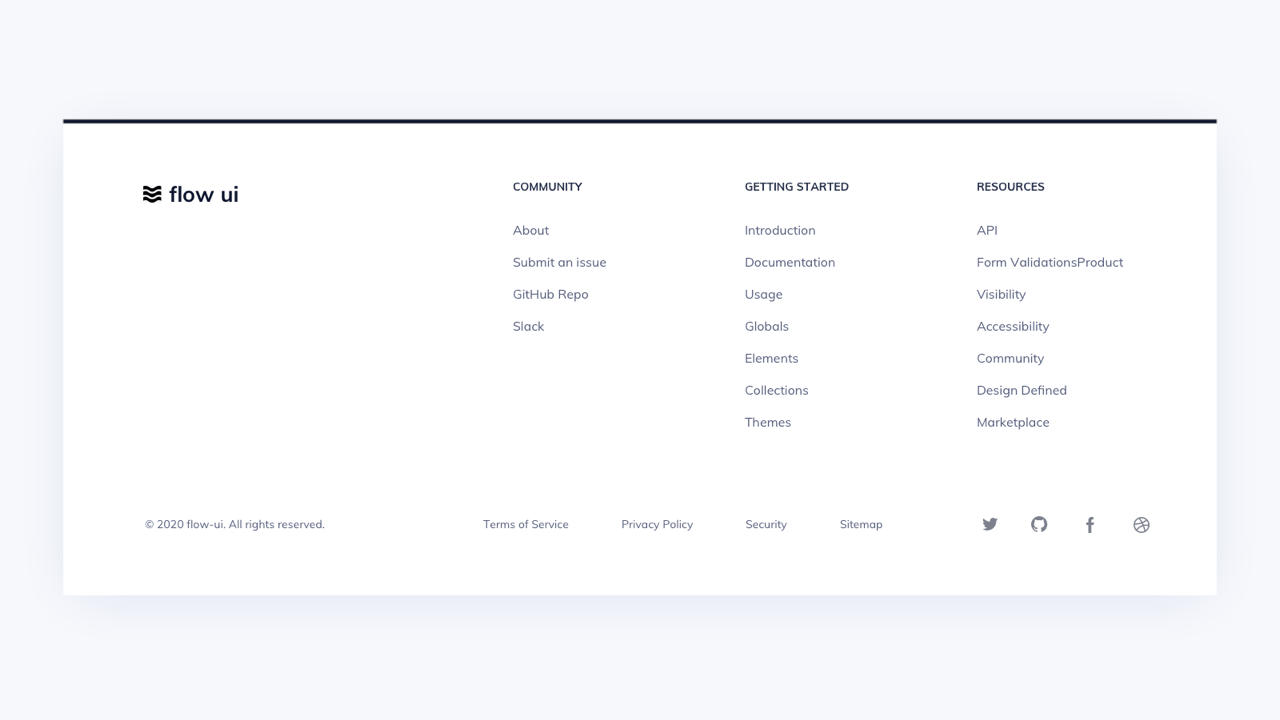 flow ui
COMMUNITY
About
Submit an issue
GitHub Repo
Slack
GETTING STARTED
Introduction
Documentation
Usage
Globals
Elements
Collections
Themes
RESOURCES
API
Form ValidationsProduct
Visibility
Accessibility
Community
Design Defined
Marketplace
© 2020 flow-ui. All rights reserved.
Terms of Service
Privacy Policy
Security
Sitemap